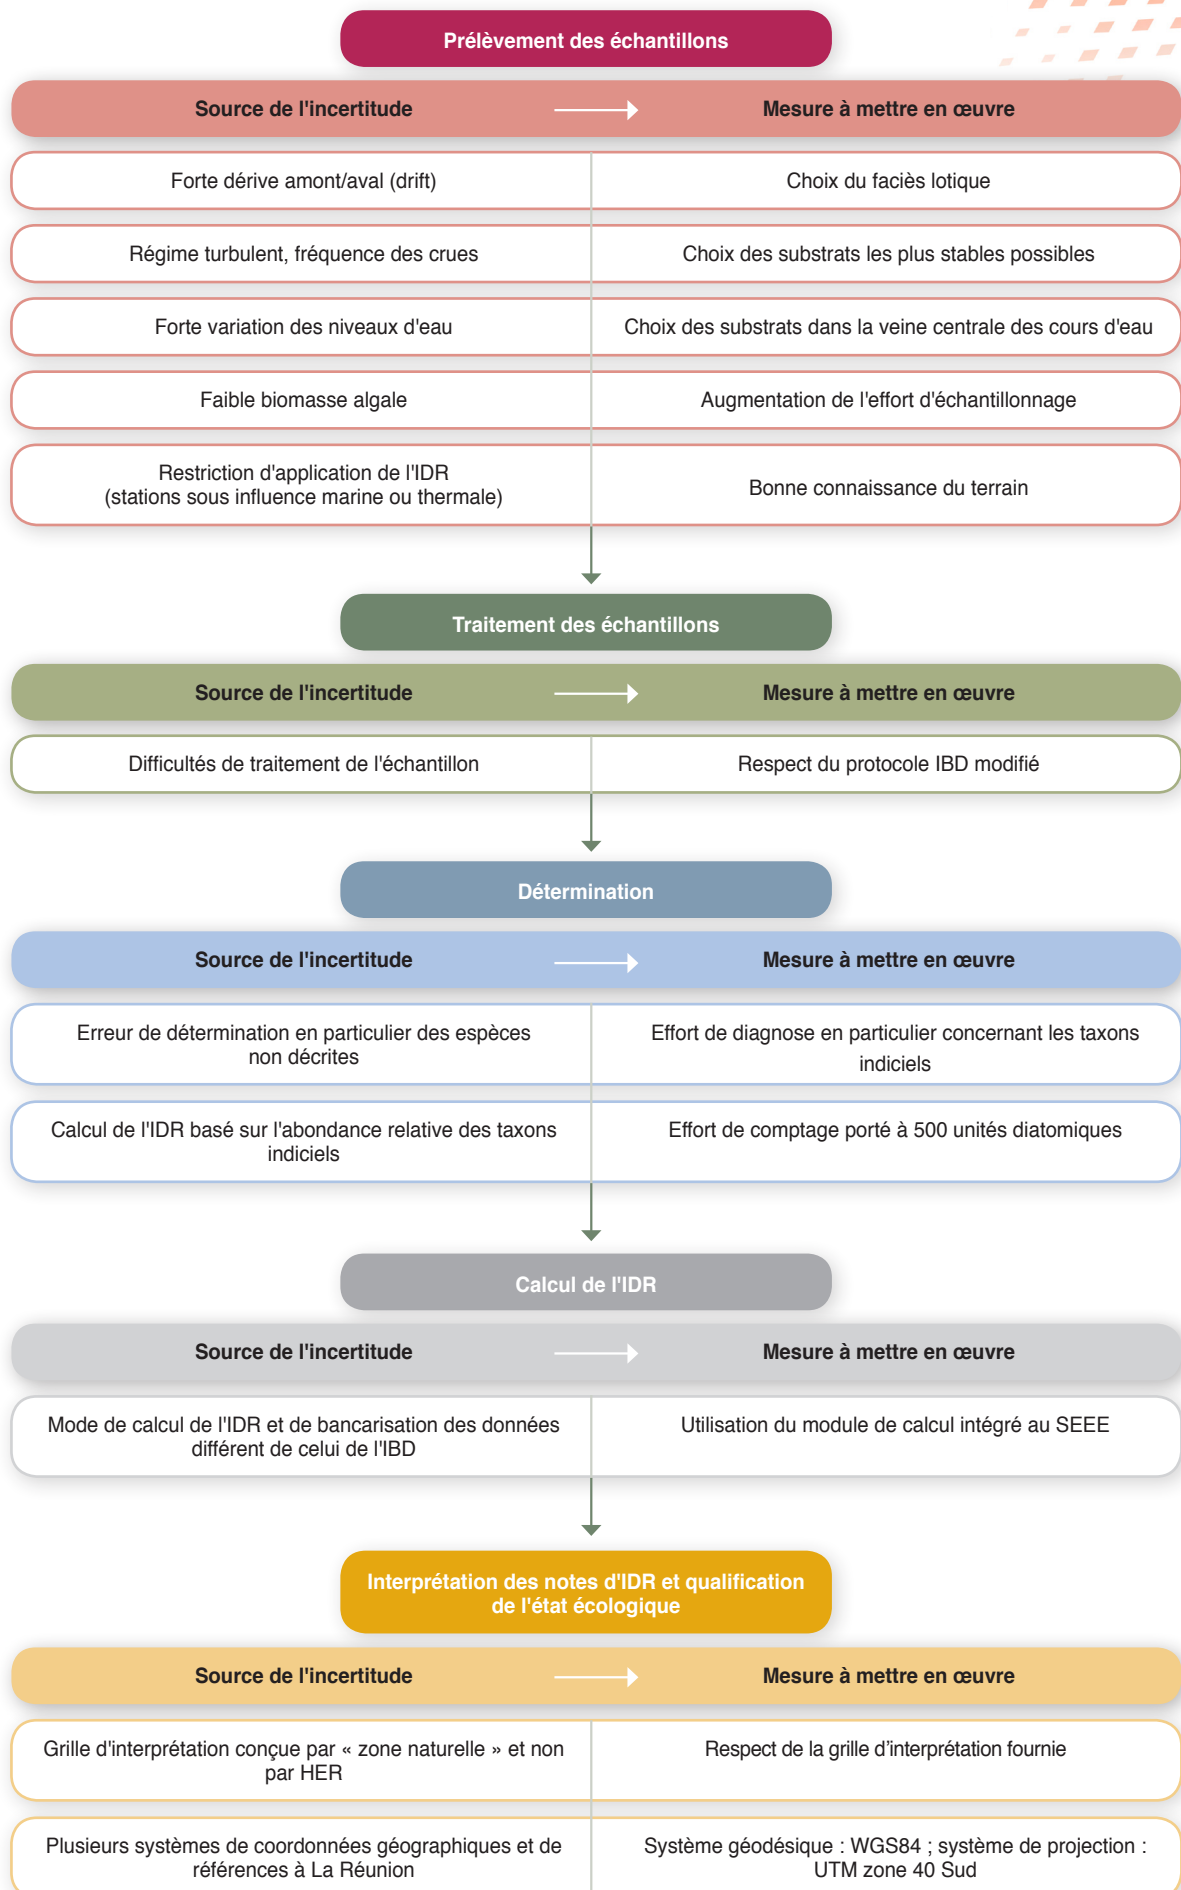 Prélèvement des échantillons
Source de l'incertitude
Mesure à mettre en œuvre
Forte dérive amont/aval (drift)
Choix du faciès lotique
Régime turbulent, fréquence des crues
Choix des substrats les plus stables possibles
Forte variation des niveaux d'eau
Choix des substrats dans la veine centrale des cours d'eau
Faible biomasse algale
Augmentation de l'effort d'échantillonnage
Restriction d'application de l'IDR
(stations sous influence marine ou thermale)
Bonne connaissance du terrain
Traitement des échantillons
Source de l'incertitude
Mesure à mettre en œuvre
Difficultés de traitement de l'échantillon
Respect du protocole IBD modifié
Détermination
Source de l'incertitude
Mesure à mettre en œuvre
Erreur de détermination en particulier des espèces
non décrites
Effort de diagnose en particulier concernant les taxons
indiciels
Calcul de l'IDR basé sur l'abondance relative des taxons
indiciels
Effort de comptage porté à 500 unités diatomiques
Calcul de l'IDR
Source de l'incertitude
Mesure à mettre en œuvre
Mode de calcul de l'IDR et de bancarisation des données
différent de celui de l'IBD
Utilisation du module de calcul intégré au SEEE
Interprétation des notes d'IDR et qualification
de l'état écologique
Source de l'incertitude
Mesure à mettre en œuvre
Grille d'interprétation conçue par « zone naturelle » et non
par HER
Respect de la grille d’interprétation fournie
Plusieurs systèmes de coordonnées géographiques et de
références à La Réunion
Système géodésique : WGS84 ; système de projection :
UTM zone 40 Sud